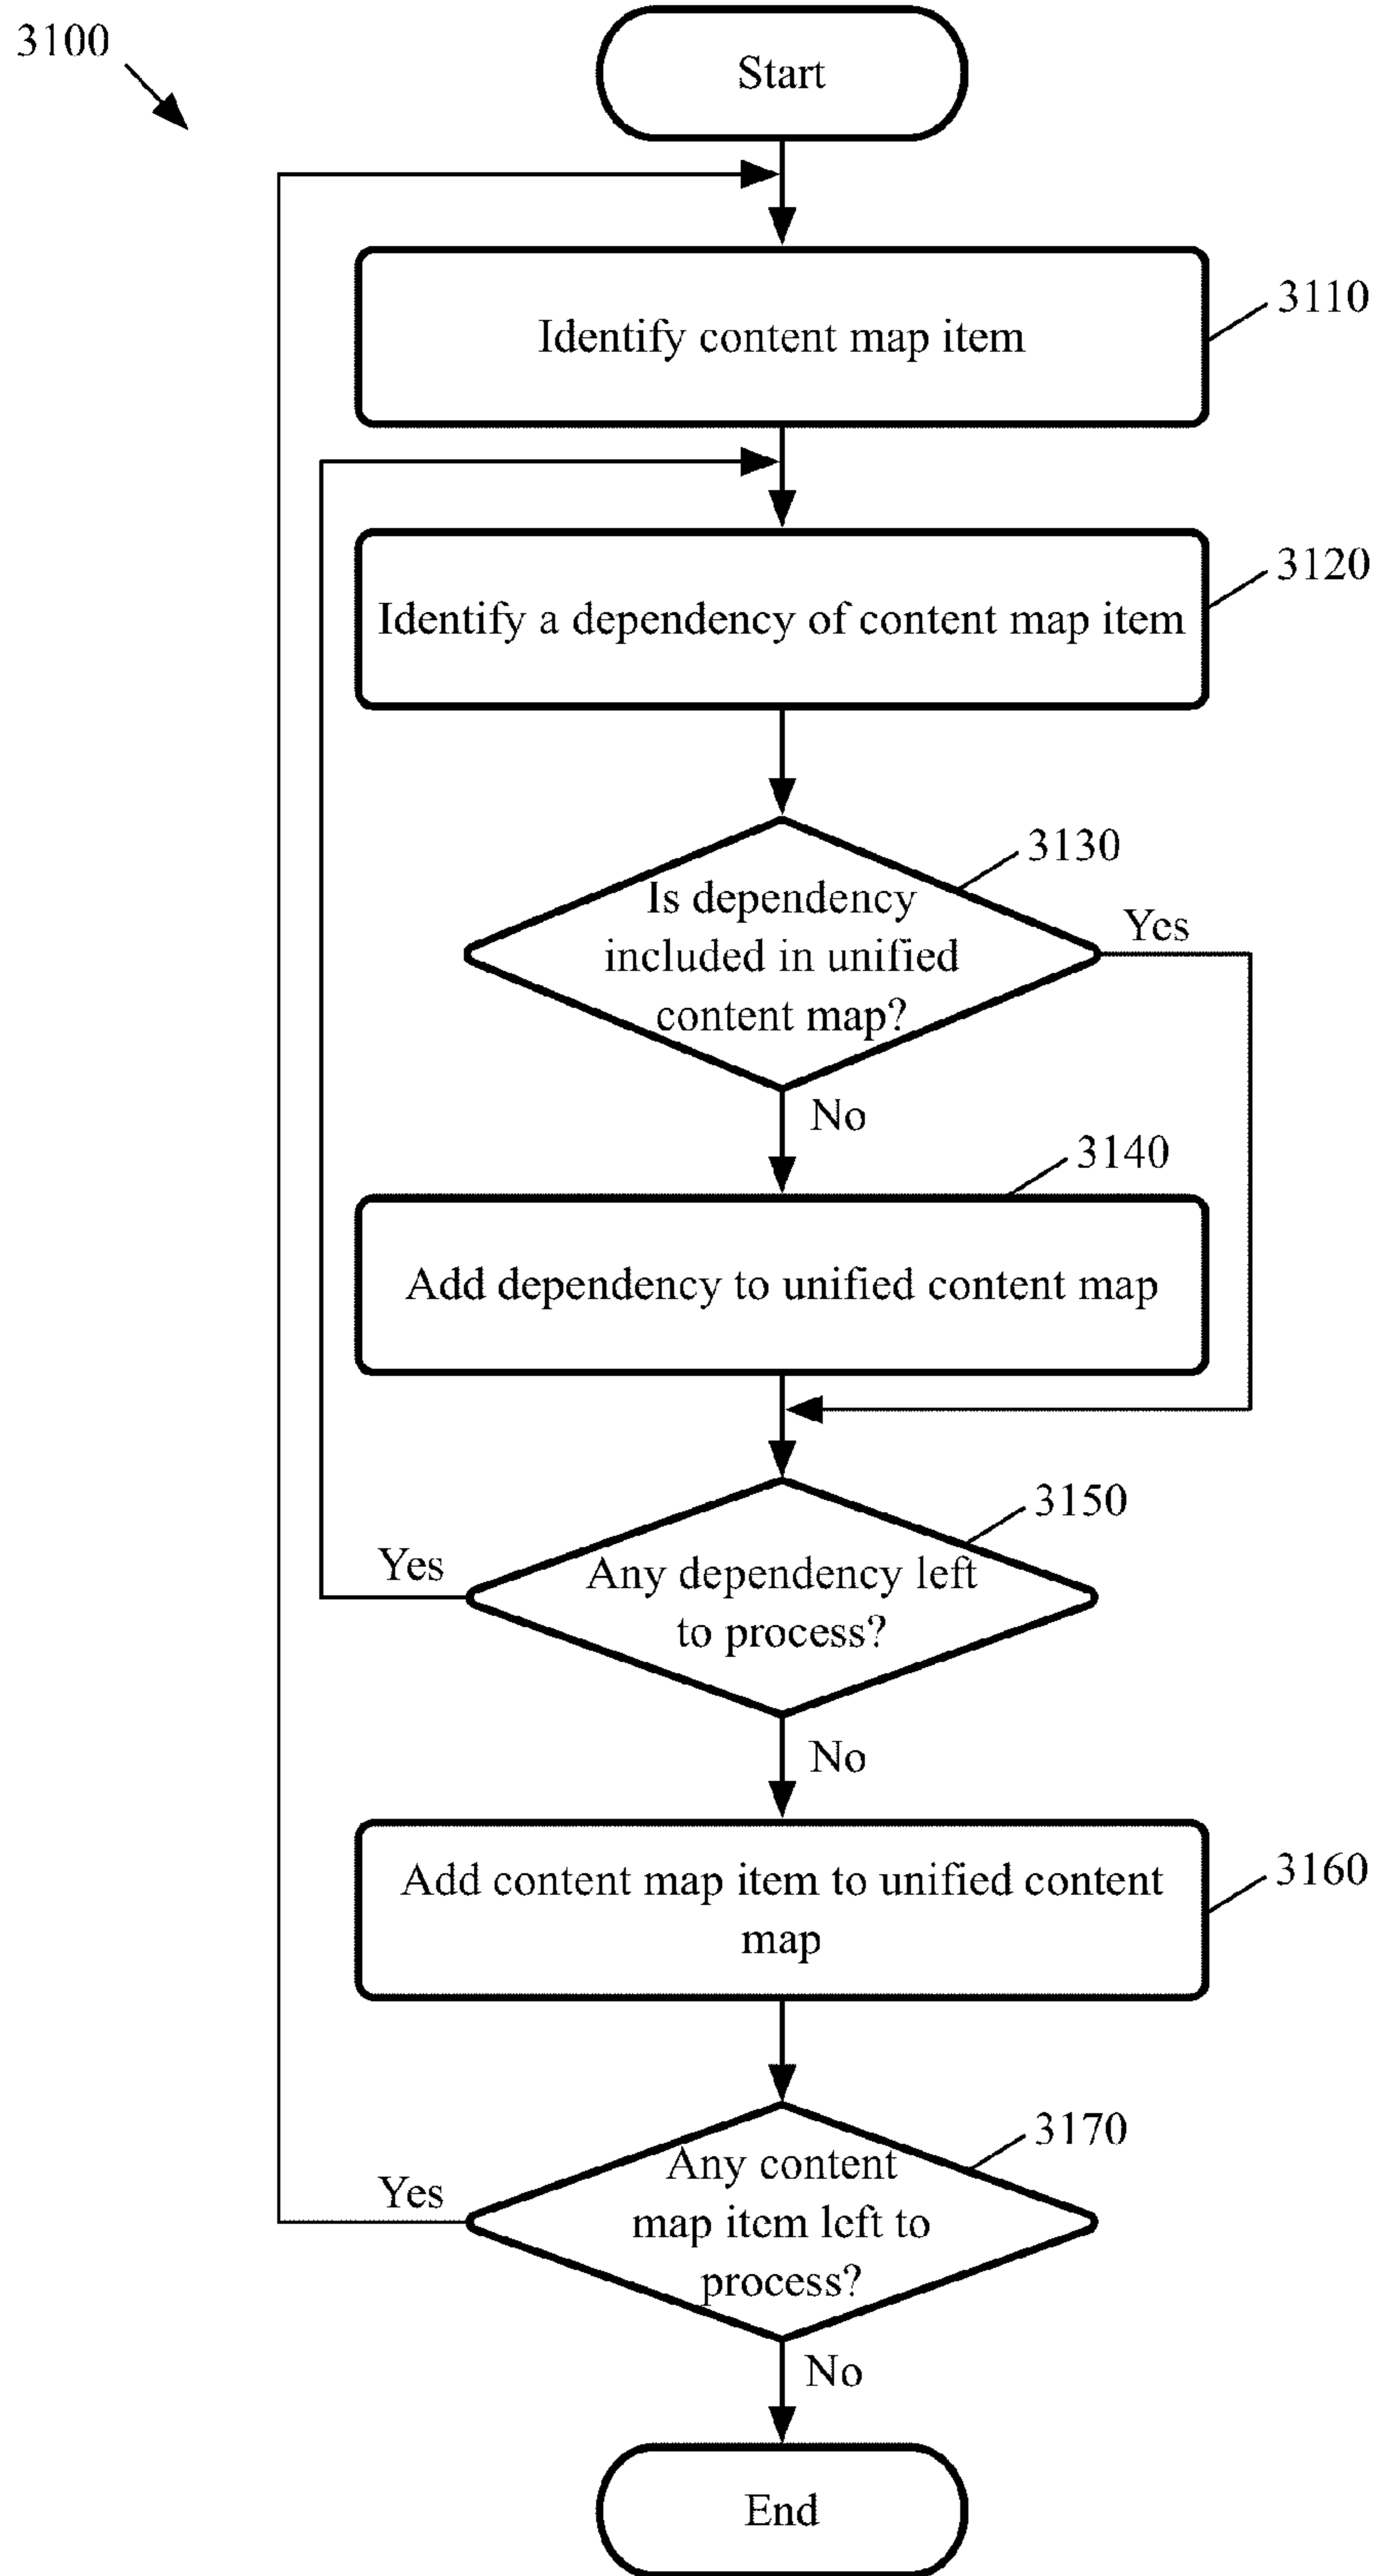 3100
Start
Identify content map item
3110
Identify a dependency of content map item
3120
3130
Is dependency
included in unified
content map?
Yes
No
3140
Add dependency to unified content map
3150
Any dependency left
to process?
Yes
No
Add content map item to unified content
map
3160
3170
Any content
map item left to
process?
Yes
No
End